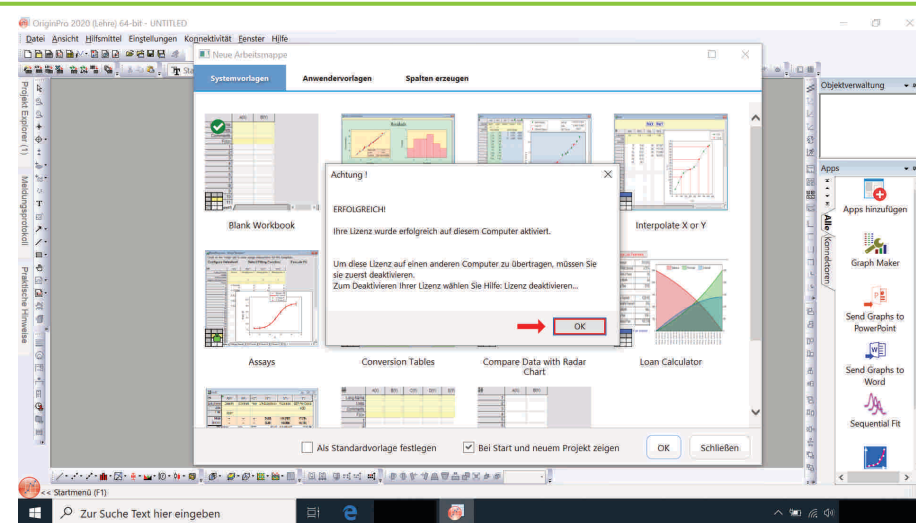 OriginPro 2020 (Lehre) 64-bit - UNTITLED
Datei Ansicht Hilfsmittel Einstellungen Konnektivität Fenster Hilfe
Neue Arbeitsmappe
Systemvorlagen Anwendervorlagen Spalten erzeugen
Projekt Explorer (1)
Meldungsprotokoll
Praktische Hinweise
Blank Workbook
Interpolate X or Y
Achtung !
ERFOLGREICH!
Ihre Lizenz wurde erfolgreich auf diesem Computer aktiviert.
Um diese Lizenz auf einen anderen Computer zu übertragen, müssen Sie
sie zuerst deaktivieren.
Zum Deaktivieren Ihrer Lizenz wählen Sie Hilfe: Lizenz deaktivieren...
OK
Assays
Conversion Tables
Compare Data with Radar
Chart
Loan Calculator
Als Standardvorlage festlegen
Bei Start und neuem Projekt zeigen
OK
Schließen
Objektverwaltung
Apps
Alle
Konnektoren
Apps hinzufügen
Graph Maker
Send Graphs to
PowerPoint
Send Graphs to
Word
Sequential Fit
<< Startmenü (F1)
Zur Suche Text hier eingeben